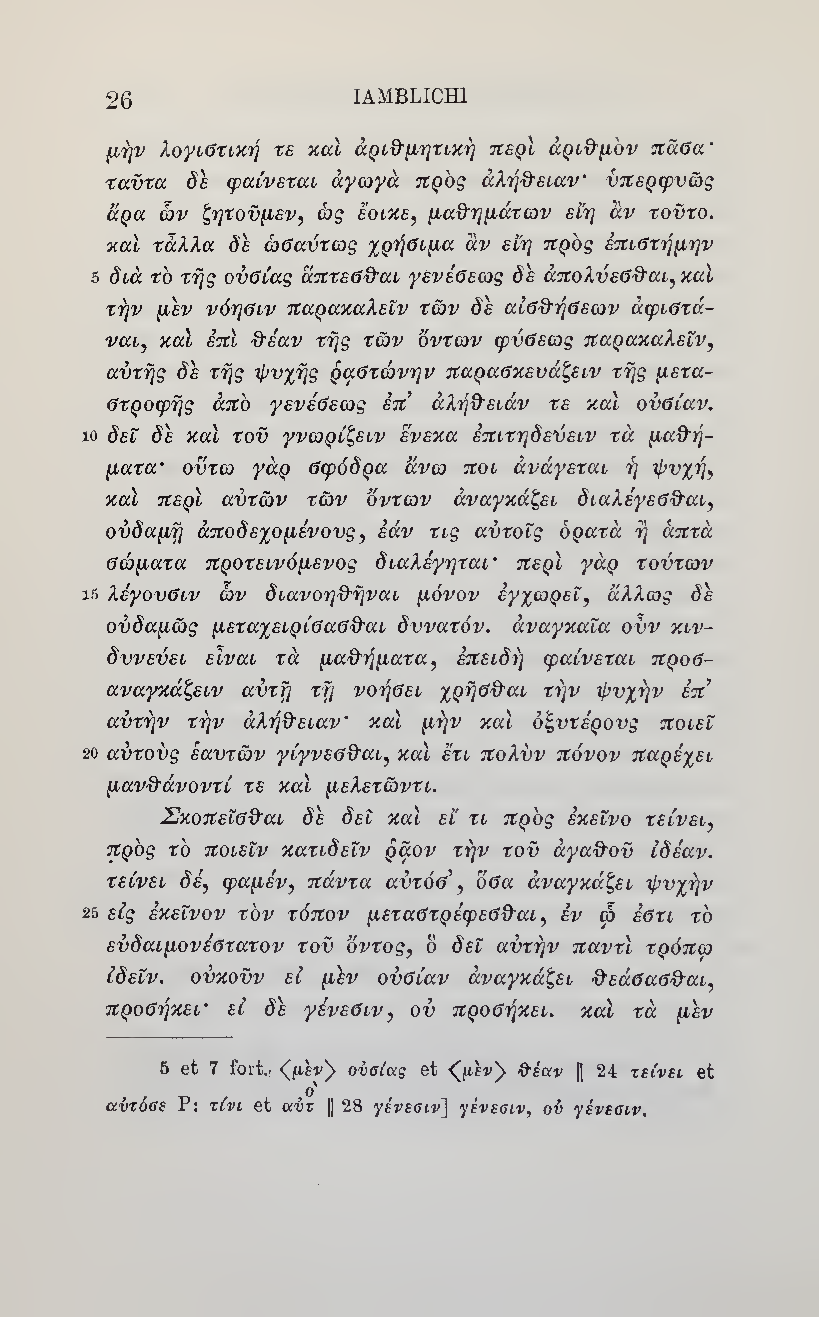 26 IAMBLICHI
μὴν λογιστική τε καὶ ἀριθμητικὴ περὶ ἀριθμὸν πᾶσα·
ταῦτα δὲ φαίνεται ἀγωγὰ πρὸς ἀλήθειαν· ὑπερφυῶς
ἄρα ὧν ζητοῦμεν, ὡς ἔοικε, μαθημάτων εἴη ἂν τοῦτο.
καὶ τἆλλα δὲ ὡσαύτως χρήσιμα ἂν εἴη πρὸς ἐπιστήμην
5 διὰ τὸ τῆς οὐσίας ἅπτεσθαι γενέσεως δὲ ἀπολύεσθαι, καὶ
τὴν μὲν νόησιν παρακαλεῖν τῶν δὲ αἰσθήσεων ἀφιστά-
ναι, καὶ ἐπὶ θέαν τῆς τῶν ὄντων φύσεως παρακαλεῖν,
αὐτῆς δὲ τῆς ψυχῆς ῥᾳστώνην παρασκευάζειν τῆς μετα-
στροφῆς ἀπὸ γενέσεως ἐπ’ ἀλήθειάν τε καὶ οὐσίαν.
10 δεῖ δὲ καὶ τοῦ γνωρίζειν ἕνεκα ἐπιτηδεύειν τὰ μαθή-
ματα· οὕτω γὰρ σφόδρα ἄνω ποι ἀνάγεται ἡ ψυχή,
καὶ περὶ αὐτῶν τῶν ὄντων ἀναγκάζει διαλέγεσθαι,
οὐδαμῇ ἀποδεχομένους, ἐάν τις αὐτοῖς ὁρατὰ ἢ ἁπτὰ
σώματα προτεινόμενος διαλέγηται· περὶ γὰρ τούτων
15 λέγουσιν ὧν διανοηθῆναι μόνον ἐγχωρεῖ, ἄλλως δὲ
οὐδαμῶς μεταχειρίσασθαι δυνατόν. ἀναγκαῖα οὖν κιν-
δυνεύει εἶναι τὰ μαθήματα, ἐπειδὴ φαίνεται προσ-
αναγκάζειν αὐτῇ τῇ νοήσει χρῆσθαι τὴν ψυχὴν ἐπ’
αὐτὴν τὴν ἀλήθειαν· καὶ μὴν καὶ ὀξυτέρους ποιεῖ
20 αὐτοὺς ἑαυτῶν γίγνεσθαι, καὶ ἔτι πολὺν πόνον παρέχει
μανθάνοντί τε καὶ μελετῶντι.
Σκοπεῖσθαι δὲ δεῖ καὶ εἴ τι πρὸς ἐκεῖνο τείνει,
πρὸς τὸ ποιεῖν κατιδεῖν ῥᾷον τὴν τοῦ ἀγαθοῦ ἰδέαν.
τείνει δέ, φαμέν, πάντα αὐτόσ’, ὅσα ἀναγκάζει ψυχὴν
25 εἰς ἐκεῖνον τὸν τόπον μεταστρέφεσθαι, ἐν ᾧ ἐστι τὸ
εὐδαιμονέστατον τοῦ ὄντος, ὃ δεῖ αὐτὴν παντὶ τρόπῳ
ἰδεῖν. οὐκοῦν εἰ μὲν οὐσίαν ἀναγκάζει θεάσασθαι,
προσήκει· εἰ δὲ γένεσιν, οὐ προσήκει. καὶ τὰ μὲν
5 et 7 fort. ⟨μὲν⟩ οὐσίας et ⟨μὲν⟩ θέαν ‖ 24 τείνει et
αὐτόσε P: τίνι et αὐτὸ ‖ 28 γένεσιν] γένεσιν, οὐ γένεσιν.